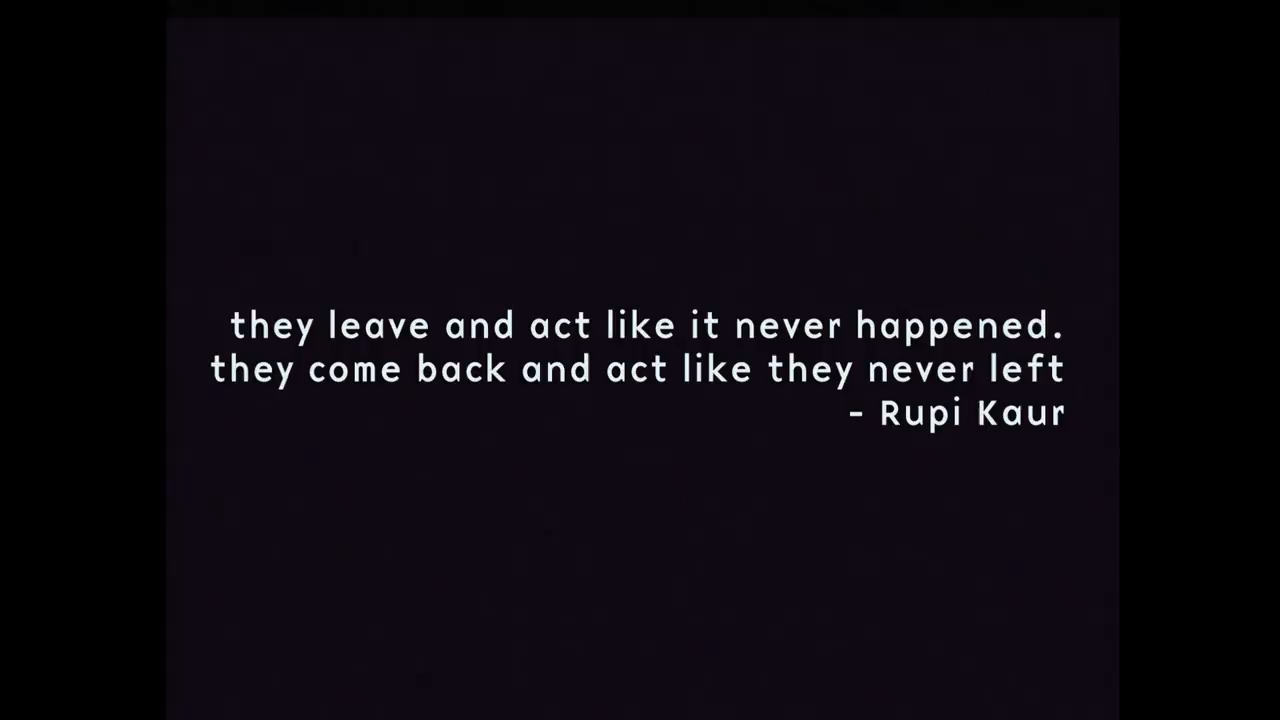 they leave and act like it never happened.
they come back and act like they never left
- Rupi Kaur